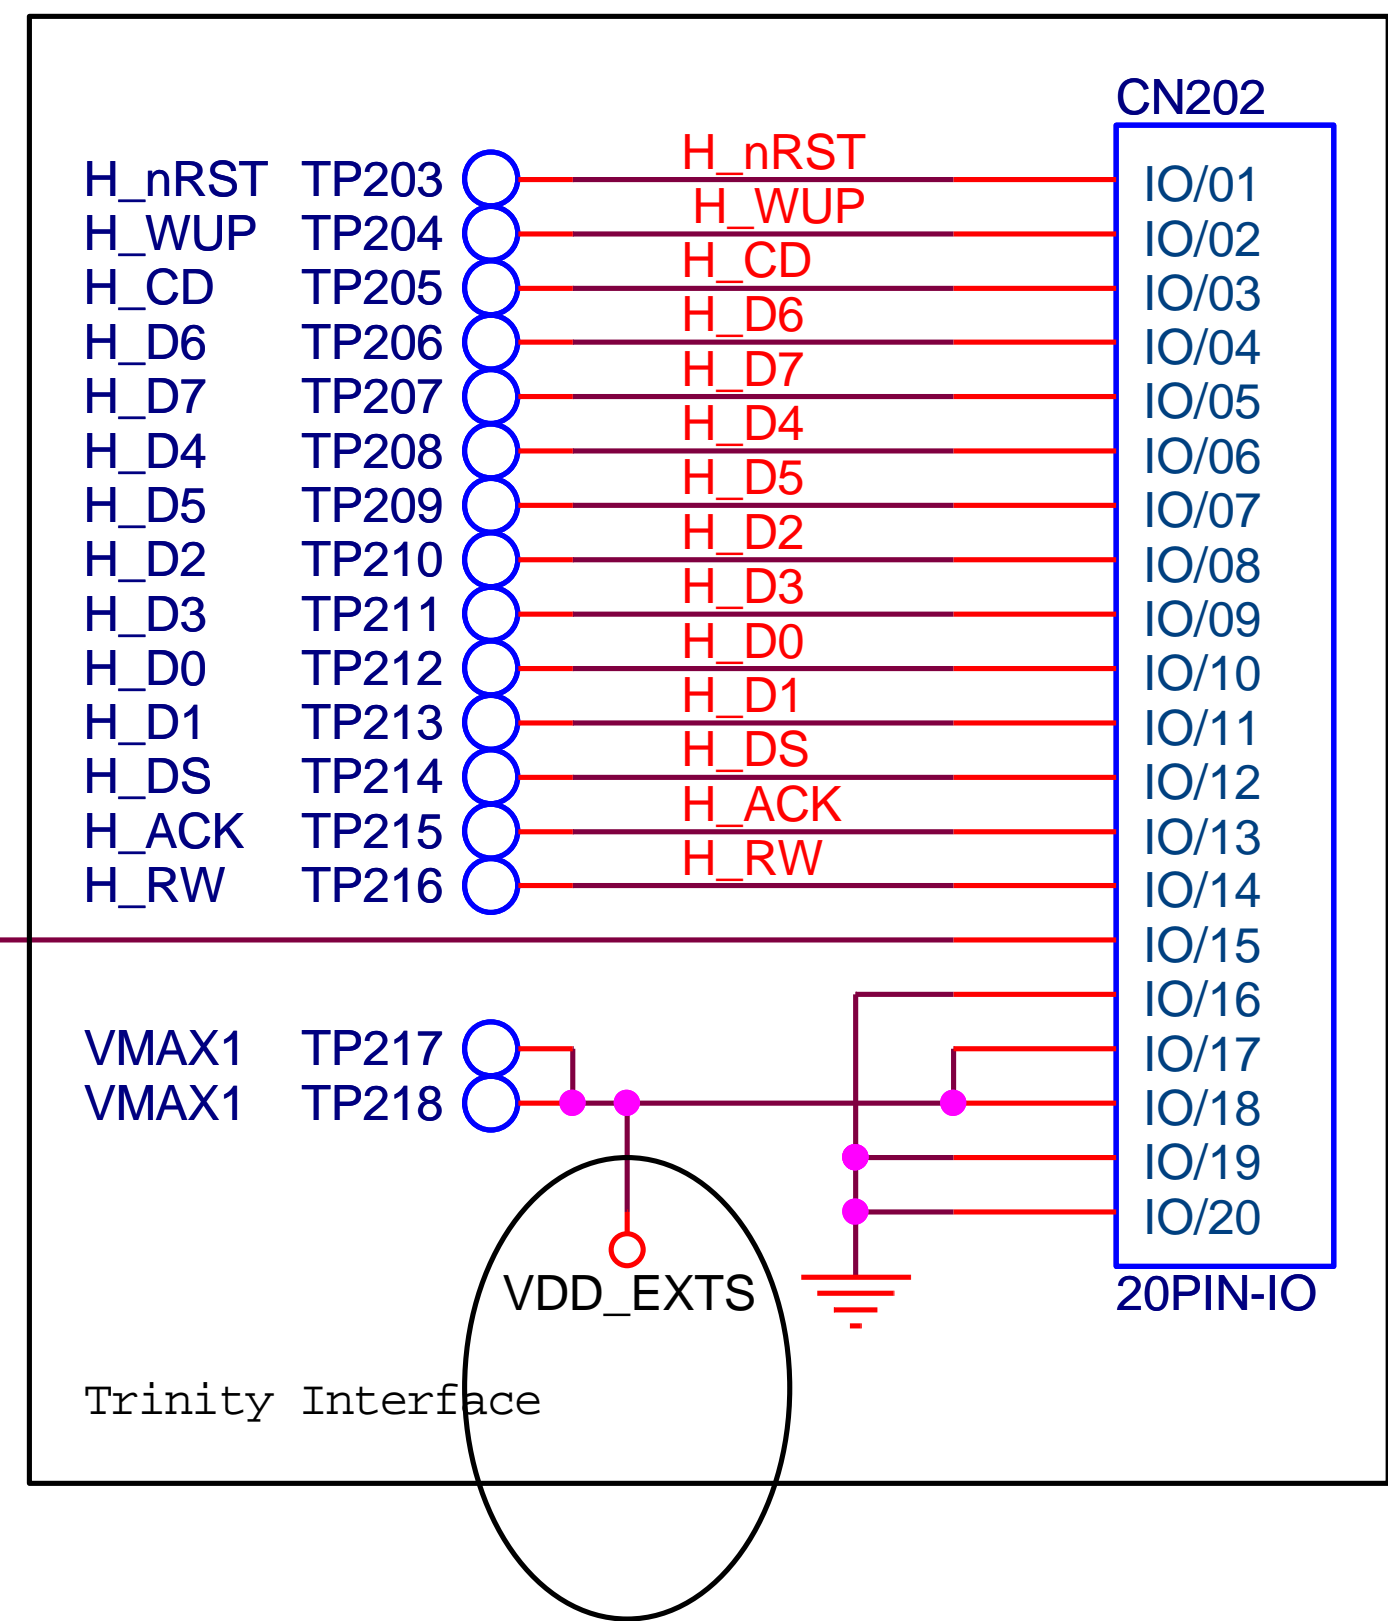 CN202
H_nRST TP203 H_nRST IO/01
H_WUP TP204 H_WUP IO/02
H_CD TP205 H_CD IO/03
H_D6 TP206 H_D6 IO/04
H_D7 TP207 H_D7 IO/05
H_D4 TP208 H_D4 IO/06
H_D5 TP209 H_D5 IO/07
H_D2 TP210 H_D2 IO/08
H_D3 TP211 H_D3 IO/09
H_D0 TP212 H_D0 IO/10
H_D1 TP213 H_D1 IO/11
H_DS TP214 H_DS IO/12
H_ACK TP215 H_ACK IO/13
H_RW TP216 H_RW IO/14
IO/15
IO/16
VMAX1 TP217 IO/17
VMAX1 TP218 IO/18
IO/19
IO/20
VDD_EXTS 20PIN-IO
Trinity Interface